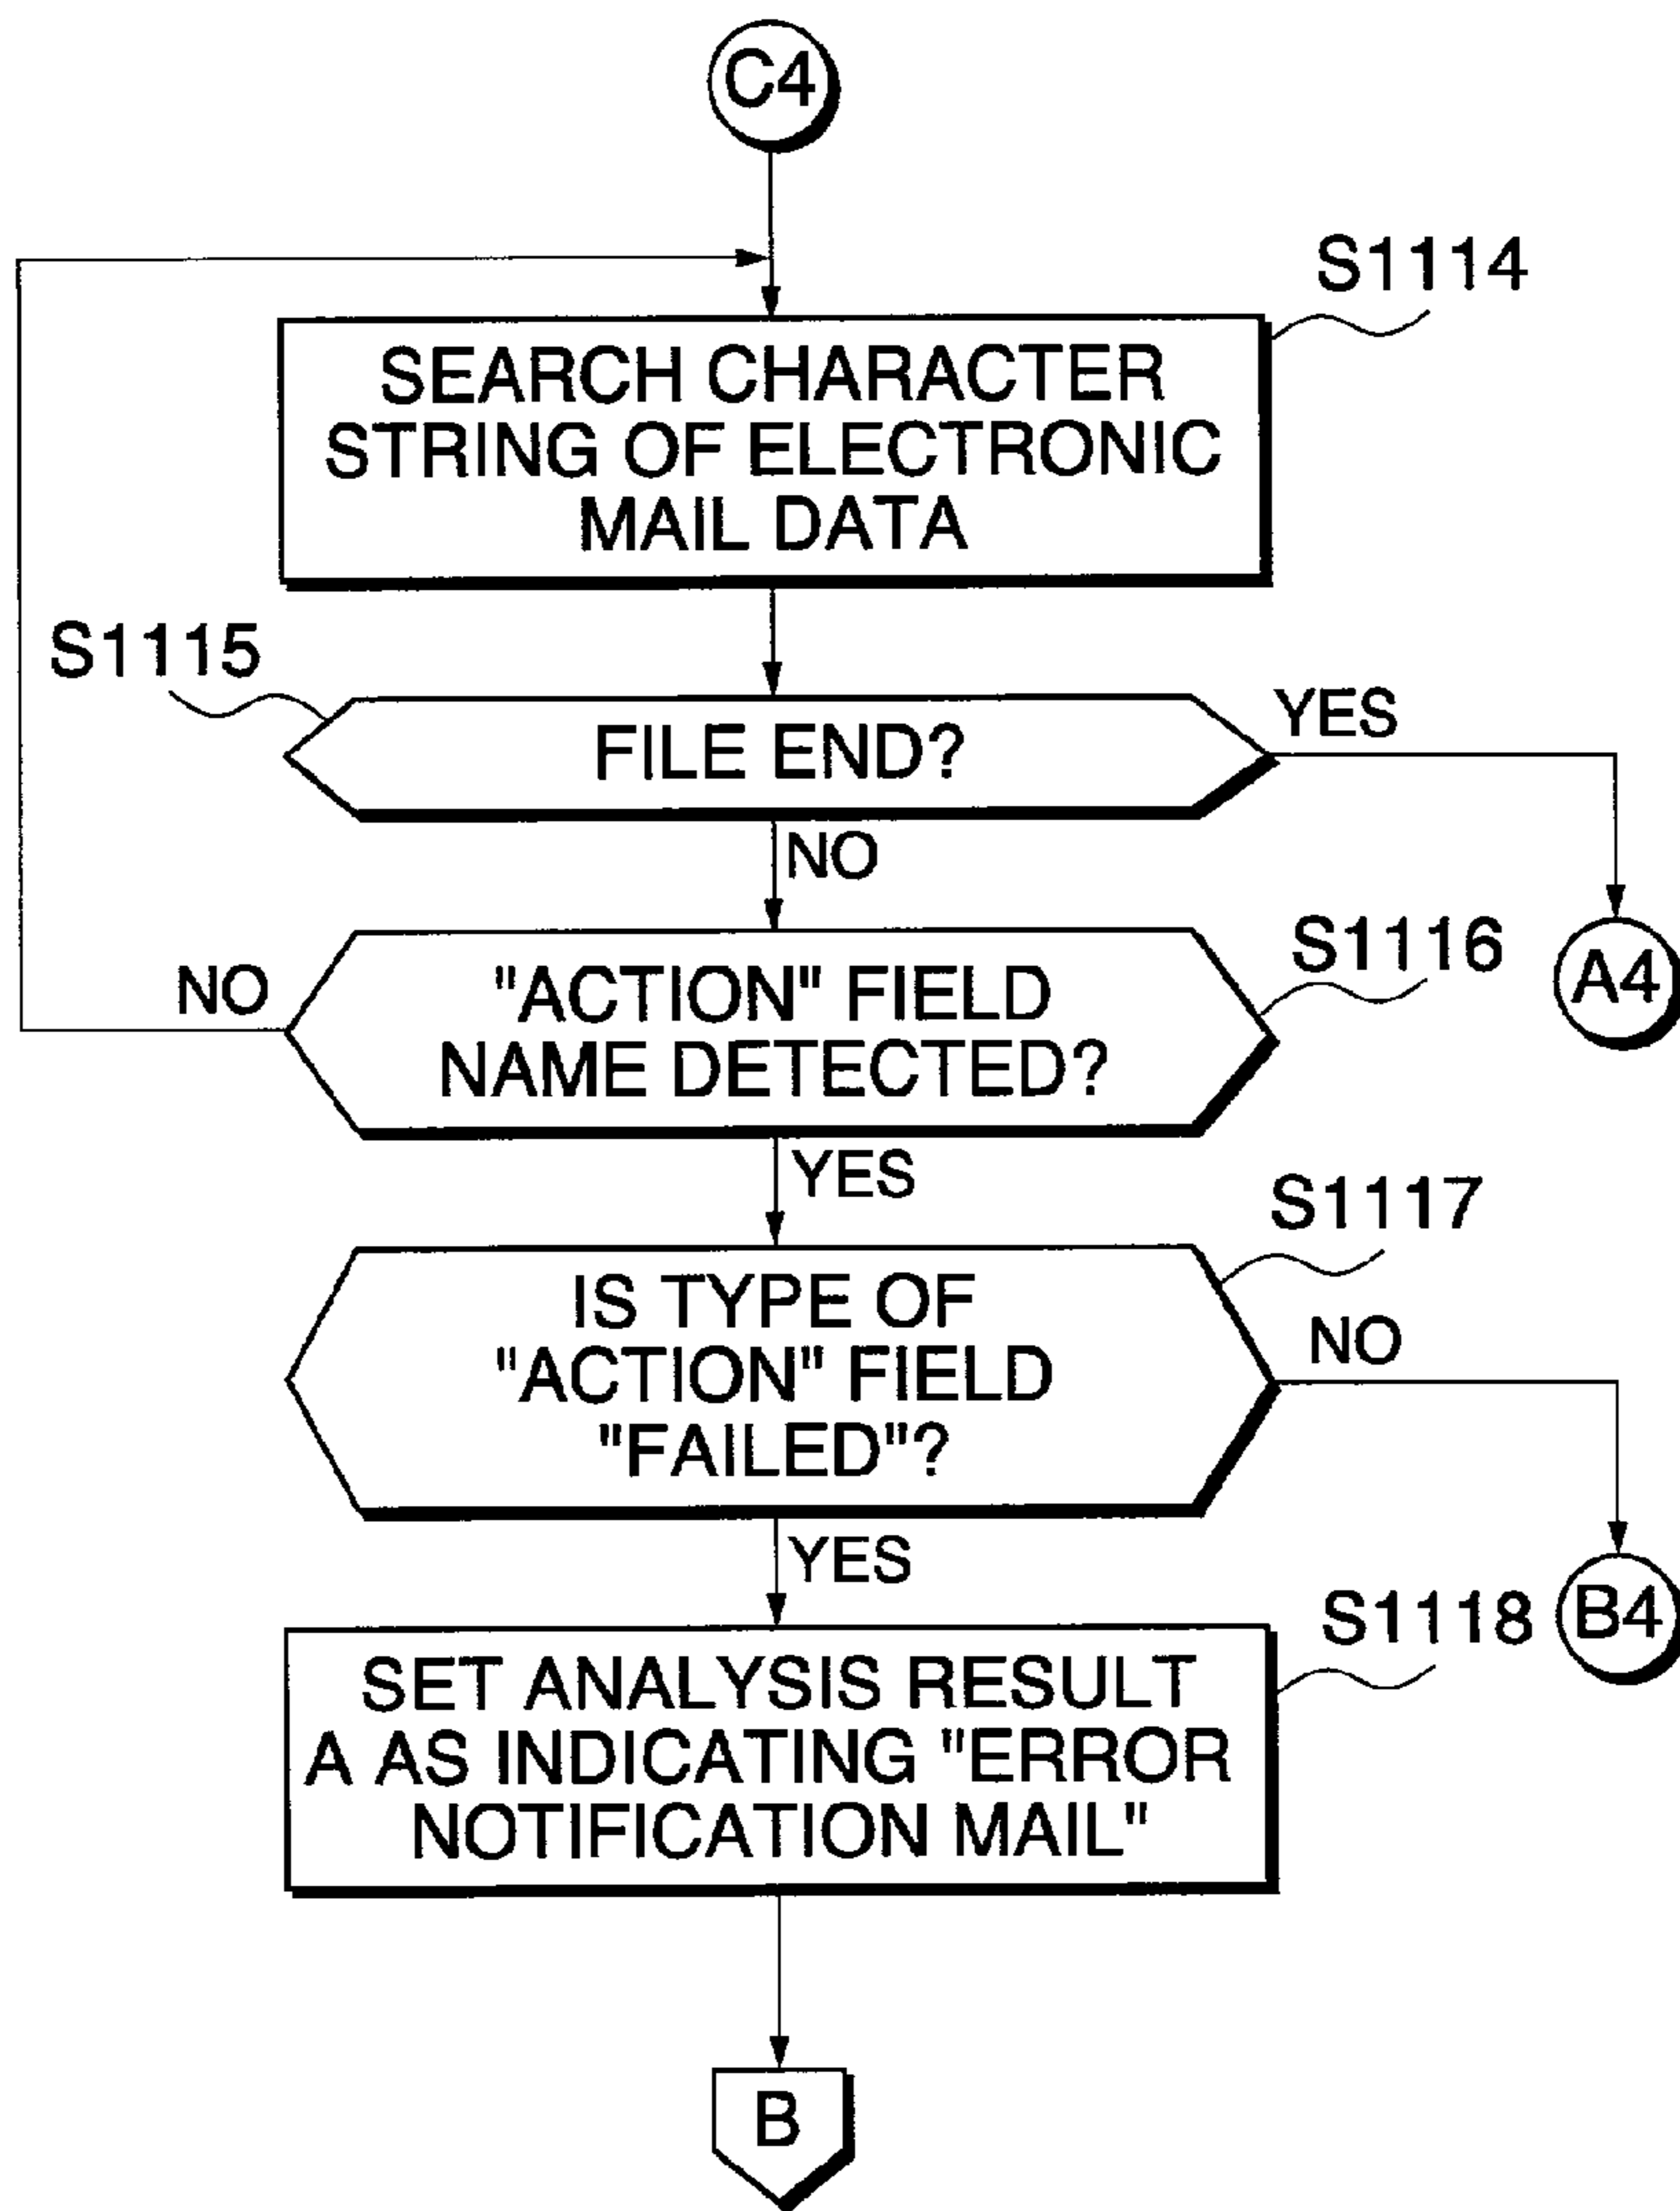 C4
S1114
SEARCH CHARACTER
STRING OF ELECTRONIC
MAIL DATA
S1115
FILE END?
YES
NO
A4
S1116
NO
"ACTION" FIELD
NAME DETECTED?
YES
S1117
IS TYPE OF
"ACTION" FIELD
"FAILED"?
NO
YES
B4
S1118
SET ANALYSIS RESULT
A AS INDICATING "ERROR
NOTIFICATION MAIL"
B